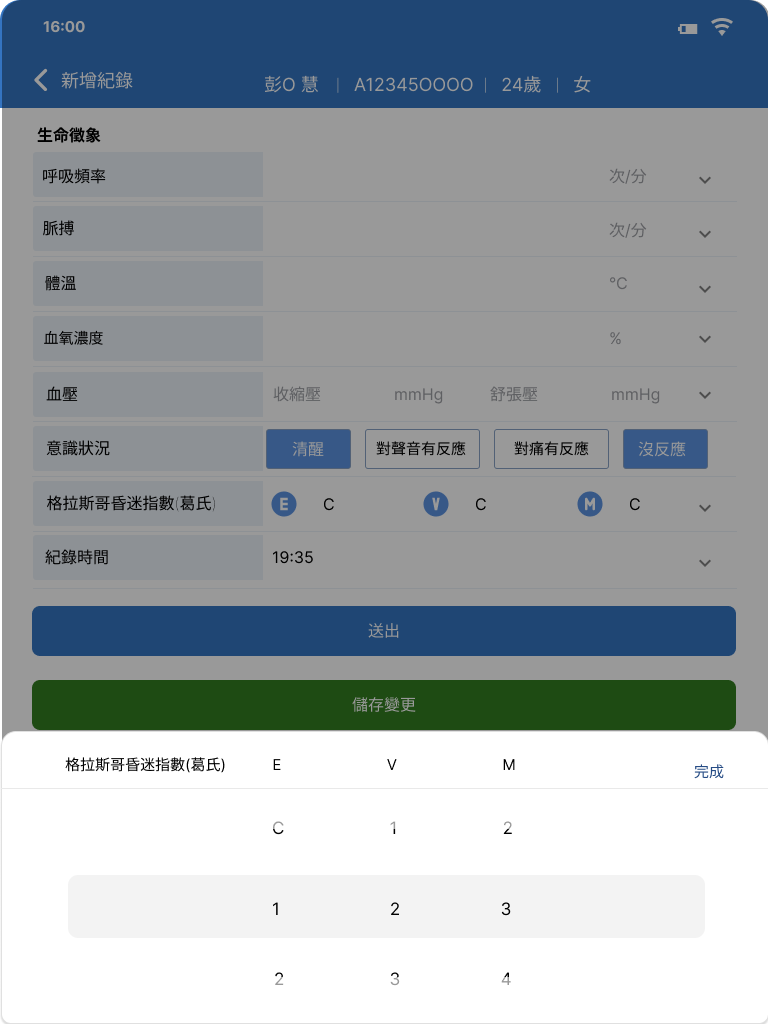 16:00
新增紀錄 彭O 慧 | A12345OOOO | 24歲 | 女
生命徵象
呼吸頻率 次/分
脈搏 次/分
體溫 °C
血氧濃度 %
血壓 收縮壓 mmHg 舒張壓 mmHg
意識狀況 清醒 對聲音有反應 對痛有反應 沒反應
格拉斯哥昏迷指數(葛氏) E C V C M C
紀錄時間 19:35
送出
儲存變更
格拉斯哥昏迷指數(葛氏) E V M 完成
C 1 2
1 2 3
2 3 4